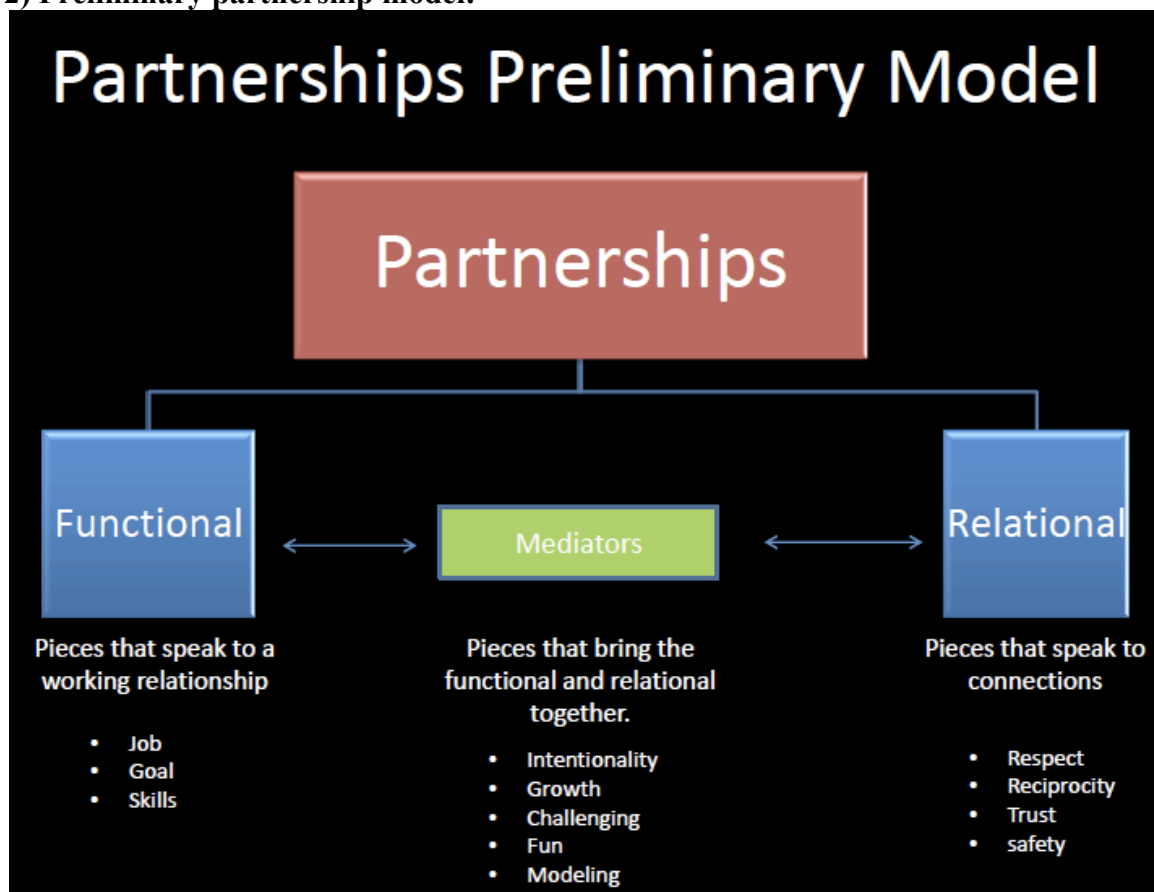 2) Preliminary partnership model.
Partnerships Preliminary Model
Partnerships
Functional
Mediators
Relational
Pieces that speak to a
working relationship
• Job
• Goal
• Skills
Pieces that bring the
functional and relational
together.
• Intentionality
• Growth
• Challenging
• Fun
• Modeling
Pieces that speak to
connections
• Respect
• Reciprocity
• Trust
• safety